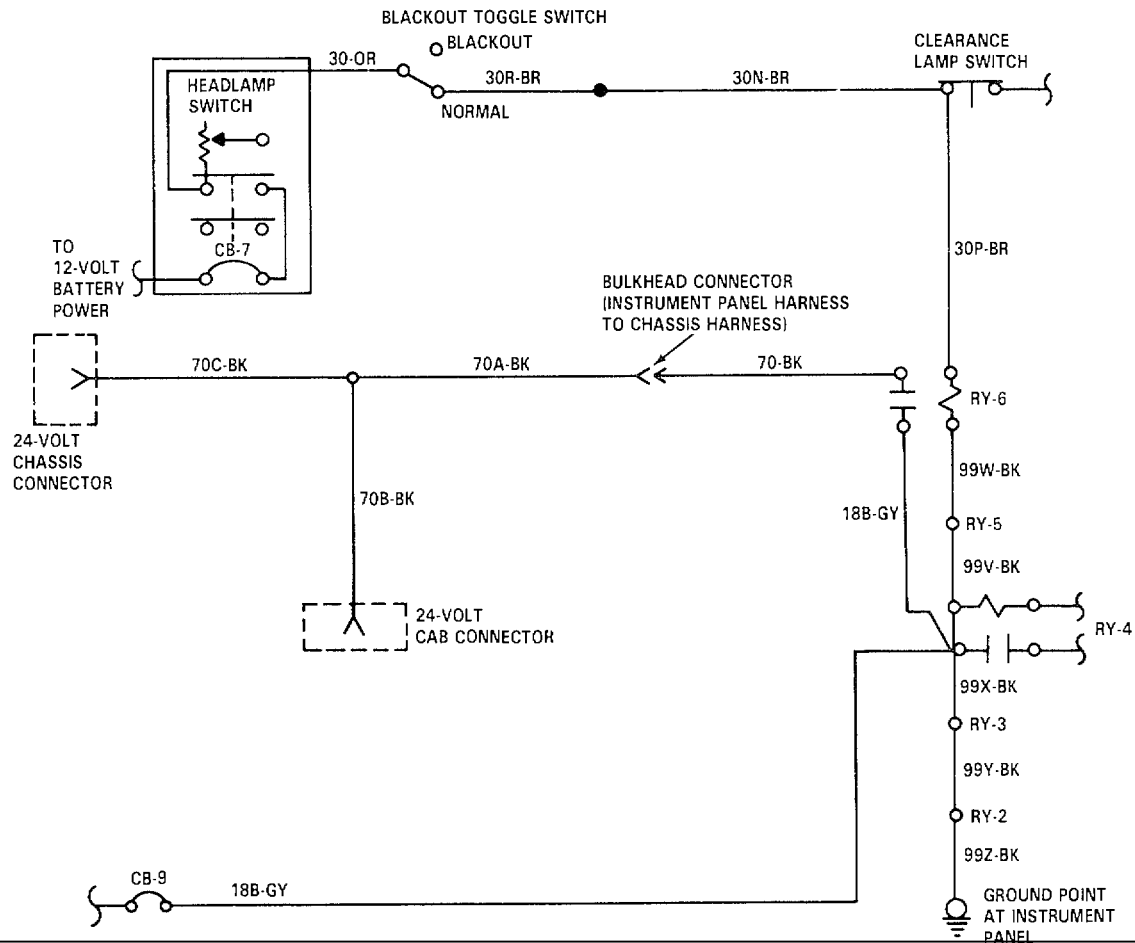 BLACKOUT TOGGLE SWITCH
BLACKOUT
CLEARANCE
LAMP SWITCH
30-OR
30R-BR
30N-BR
HEADLAMP
SWITCH
NORMAL
CB-7
TO
12-VOLT
BATTERY
POWER
30P-BR
BULKHEAD CONNECTOR
(INSTRUMENT PANEL HARNESS
TO CHASSIS HARNESS)
70C-BK
70A-BK
70-BK
RY-6
24-VOLT
CHASSIS
CONNECTOR
99W-BK
70B-BK
18B-GY
RY-5
99V-BK
24-VOLT
CAB CONNECTOR
RY-4
99X-BK
RY-3
99Y-BK
RY-2
99Z-BK
CB-9
18B-GY
GROUND POINT
AT INSTRUMENT
PANEL